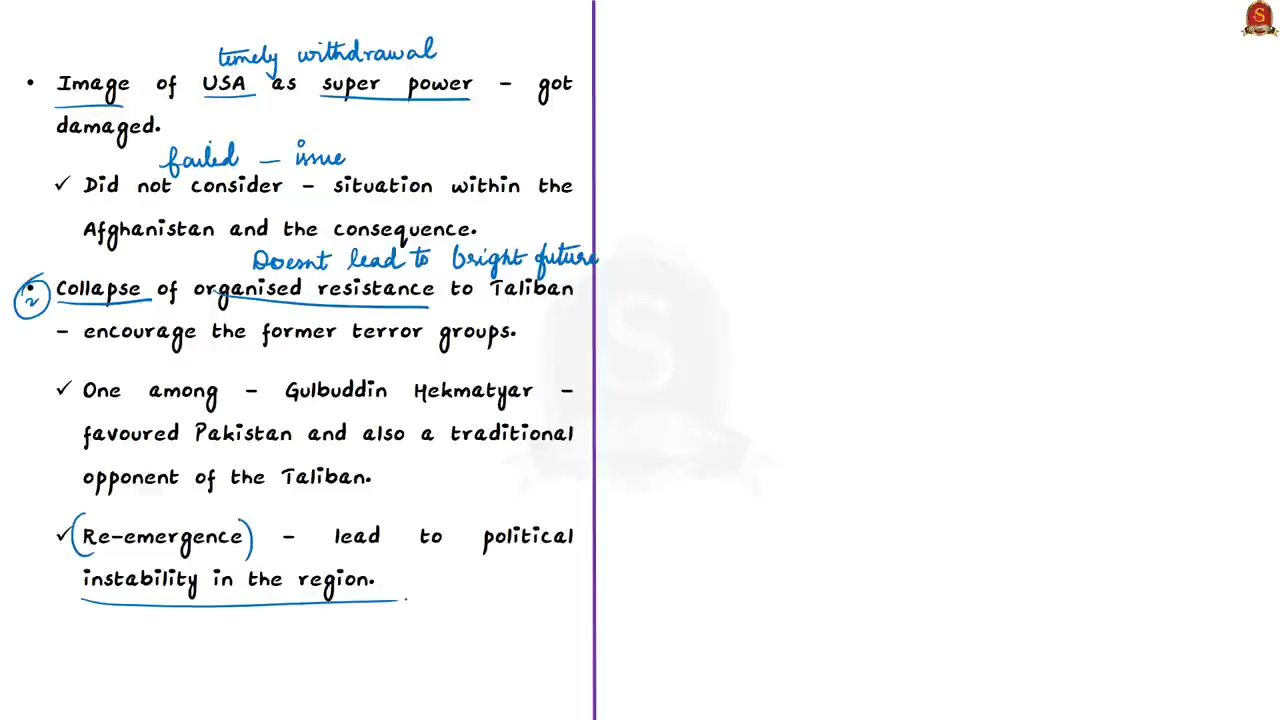 timely withdrawal
• Image of USA as super power - got
damaged.
failed - issue
✓ Did not consider - situation within the
Afghanistan and the consequence.
Doesnt lead to bright future
2
• Collapse of organised resistance to Taliban
- encourage the former terror groups.
✓ One among - Gulbuddin Hekmatyar -
favoured Pakistan and also a traditional
opponent of the Taliban.
✓ (Re-emergence) - lead to political
instability in the region.
S